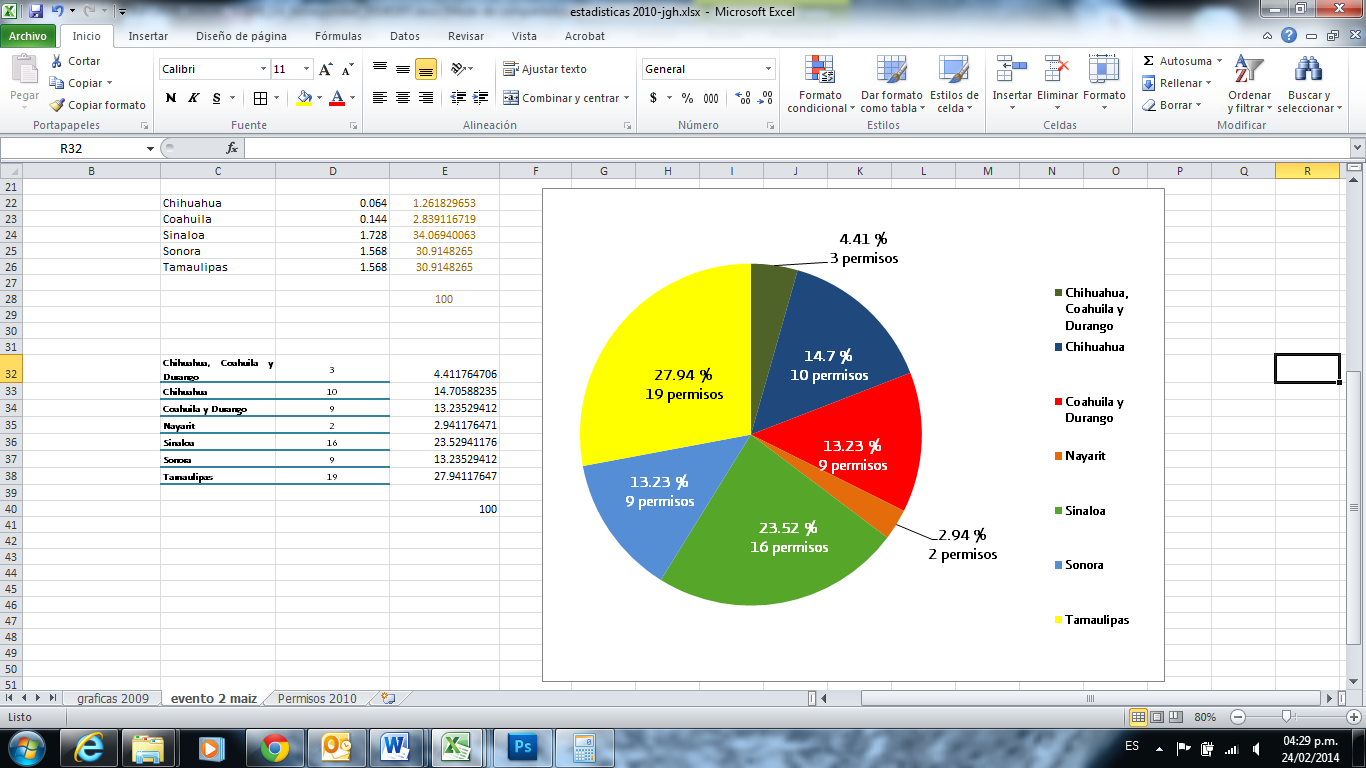 estadisticas 2010-jgh.xlsx - Microsoft Excel
Archivo Inicio Insertar Diseño de página Fórmulas Datos Revisar Vista Acrobat
Pegar
Cortar
Copiar
Copiar formato
Portapapeles
Calibri 11
N K S
Fuente
Ajustar texto
Combinar y centrar
Alineación
General
$ % 000
Número
Formato condicional
Dar formato como tabla
Estilos de celda
Estilos
Insertar Eliminar Formato
Celdas
Autosuma
Rellenar
Borrar
Ordenar y filtrar
Buscar y seleccionar
Modificar
R32 fx
B C D E F G H I J K L M N O P Q R
21
22 Chihuahua 0.064 1.261829653
23 Coahuila 0.144 2.839116719
24 Sinaloa 1.728 34.06940063
25 Sonora 1.568 30.9148265
26 Tamaulipas 1.568 30.9148265
27
28 100
29
30
31
32 Chihuahua, Coahuila y Durango 3 4.411764706
33 Chihuahua 10 14.70588235
34 Coahuila y Durango 9 13.23529412
35 Nayarit 2 2.941176471
36 Sinaloa 16 23.52941176
37 Sonora 9 13.23529412
38 Tamaulipas 19 27.94117647
39
40 100
41
42
43
44
45
46
47
48
49
50
51
4.41 %
3 permisos
14.7 %
10 permisos
13.23 %
9 permisos
2.94 %
2 permisos
23.52 %
16 permisos
13.23 %
9 permisos
27.94 %
19 permisos
Chihuahua,
Coahuila y
Durango
Chihuahua
Coahuila y
Durango
Nayarit
Sinaloa
Sonora
Tamaulipas
graficas 2009 evento 2 maiz Permisos 2010
Listo 80%
ES 04:29 p.m.
24/02/2014